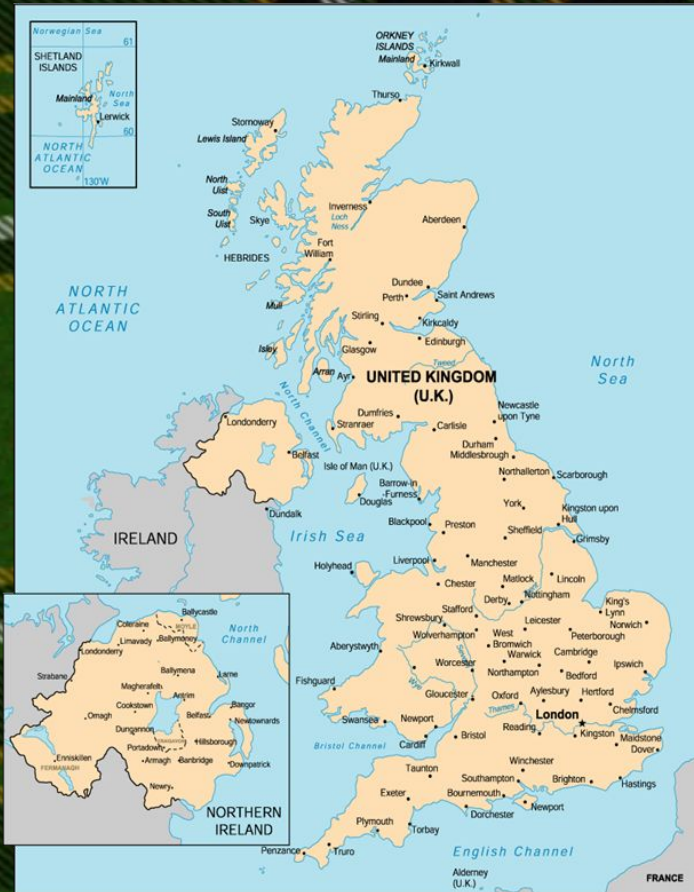 Norwegian Sea
61
SHETLAND
ISLANDS
Mainland
North
Sea
Lerwick
60
NORTH
ATLANTIC
OCEAN
130'W
ORKNEY
ISLANDS
Mainland
Kirkwall
Thurso
Stornoway
Lewis Island
North
Uist
South
Uist
Skye
HEBRIDES
Inverness
Loch
Ness
Aberdeen
Fort
William
NORTH
ATLANTIC
OCEAN
Mull
Dundee
Perth
Saint Andrews
Stirling
Kirkcaldy
Islay
Glasgow
Edinburgh
Tweed
Arran
Ayr
UNITED KINGDOM
(U.K.)
North
Sea
North Channel
Londonderry
Dumfries
Stranraer
Carlisle
Newcastle
upon Tyne
Belfast
Durham
Middlesbrough
Isle of Man (U.K.)
Northallerton
Scarborough
Barrow-in
-Furness
Douglas
Dundalk
York
Kingston upon
Hull
IRELAND
Irish Sea
Blackpool
Preston
Sheffield
Grimsby
Holyhead
Liverpool
Manchester
Chester
Matlock
Lincoln
Derby
Nottingham
Stafford
King's
Lynn
Norwich
Shrewsbury
Wolverhampton
Leicester
West
Bromwich
Peterborough
Aberystwyth
Severn
Warwick
Cambridge
Worcester
Northampton
Bedford
Ipswich
Fishguard
Wye
Gloucester
Oxford
Aylesbury
Hertford
Chelmsford
Swansea
Newport
Thames
London
Cardiff
Bristol
Reading
Kingston
Maidstone
Dover
Bristol Channel
Taunton
Winchester
Southampton
Brighton
Hastings
Exeter
Bournemouth
Dorchester
Newport
Plymouth
Torbay
Penzance
Truro
English Channel
Alderney
(U.K.)
FRANCE
Ballycastle
Coleraine
MOYLE
North
Channel
Limavady
Ballymoney
Londonderry
Strabane
Ballymena
Larne
Magherafelt
Antrim
Cookstown
Bangor
Omagh
Belfast
Newtownards
Dungannon
Portadown
Hillsborough
Enniskillen
Armagh
Banbridge
Downpatrick
FERMANAGH
Newry
NORTHERN
IRELAND